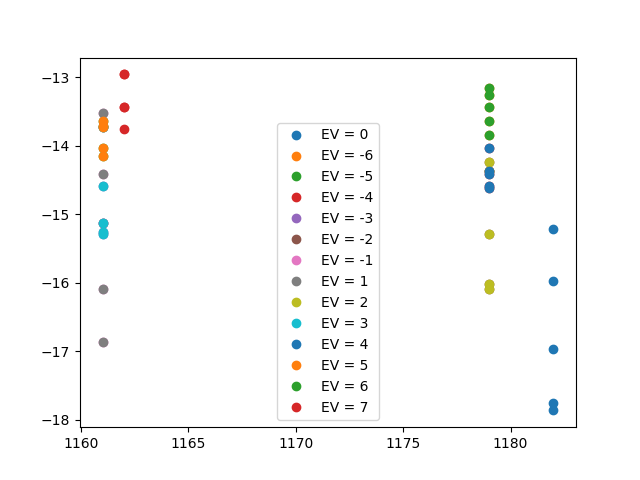 −13
−14
−15
−16
−17
−18
EV = 0
EV = -6
EV = -5
EV = -4
EV = -3
EV = -2
EV = -1
EV = 1
EV = 2
EV = 3
EV = 4
EV = 5
EV = 6
EV = 7
1160 1165 1170 1175 1180